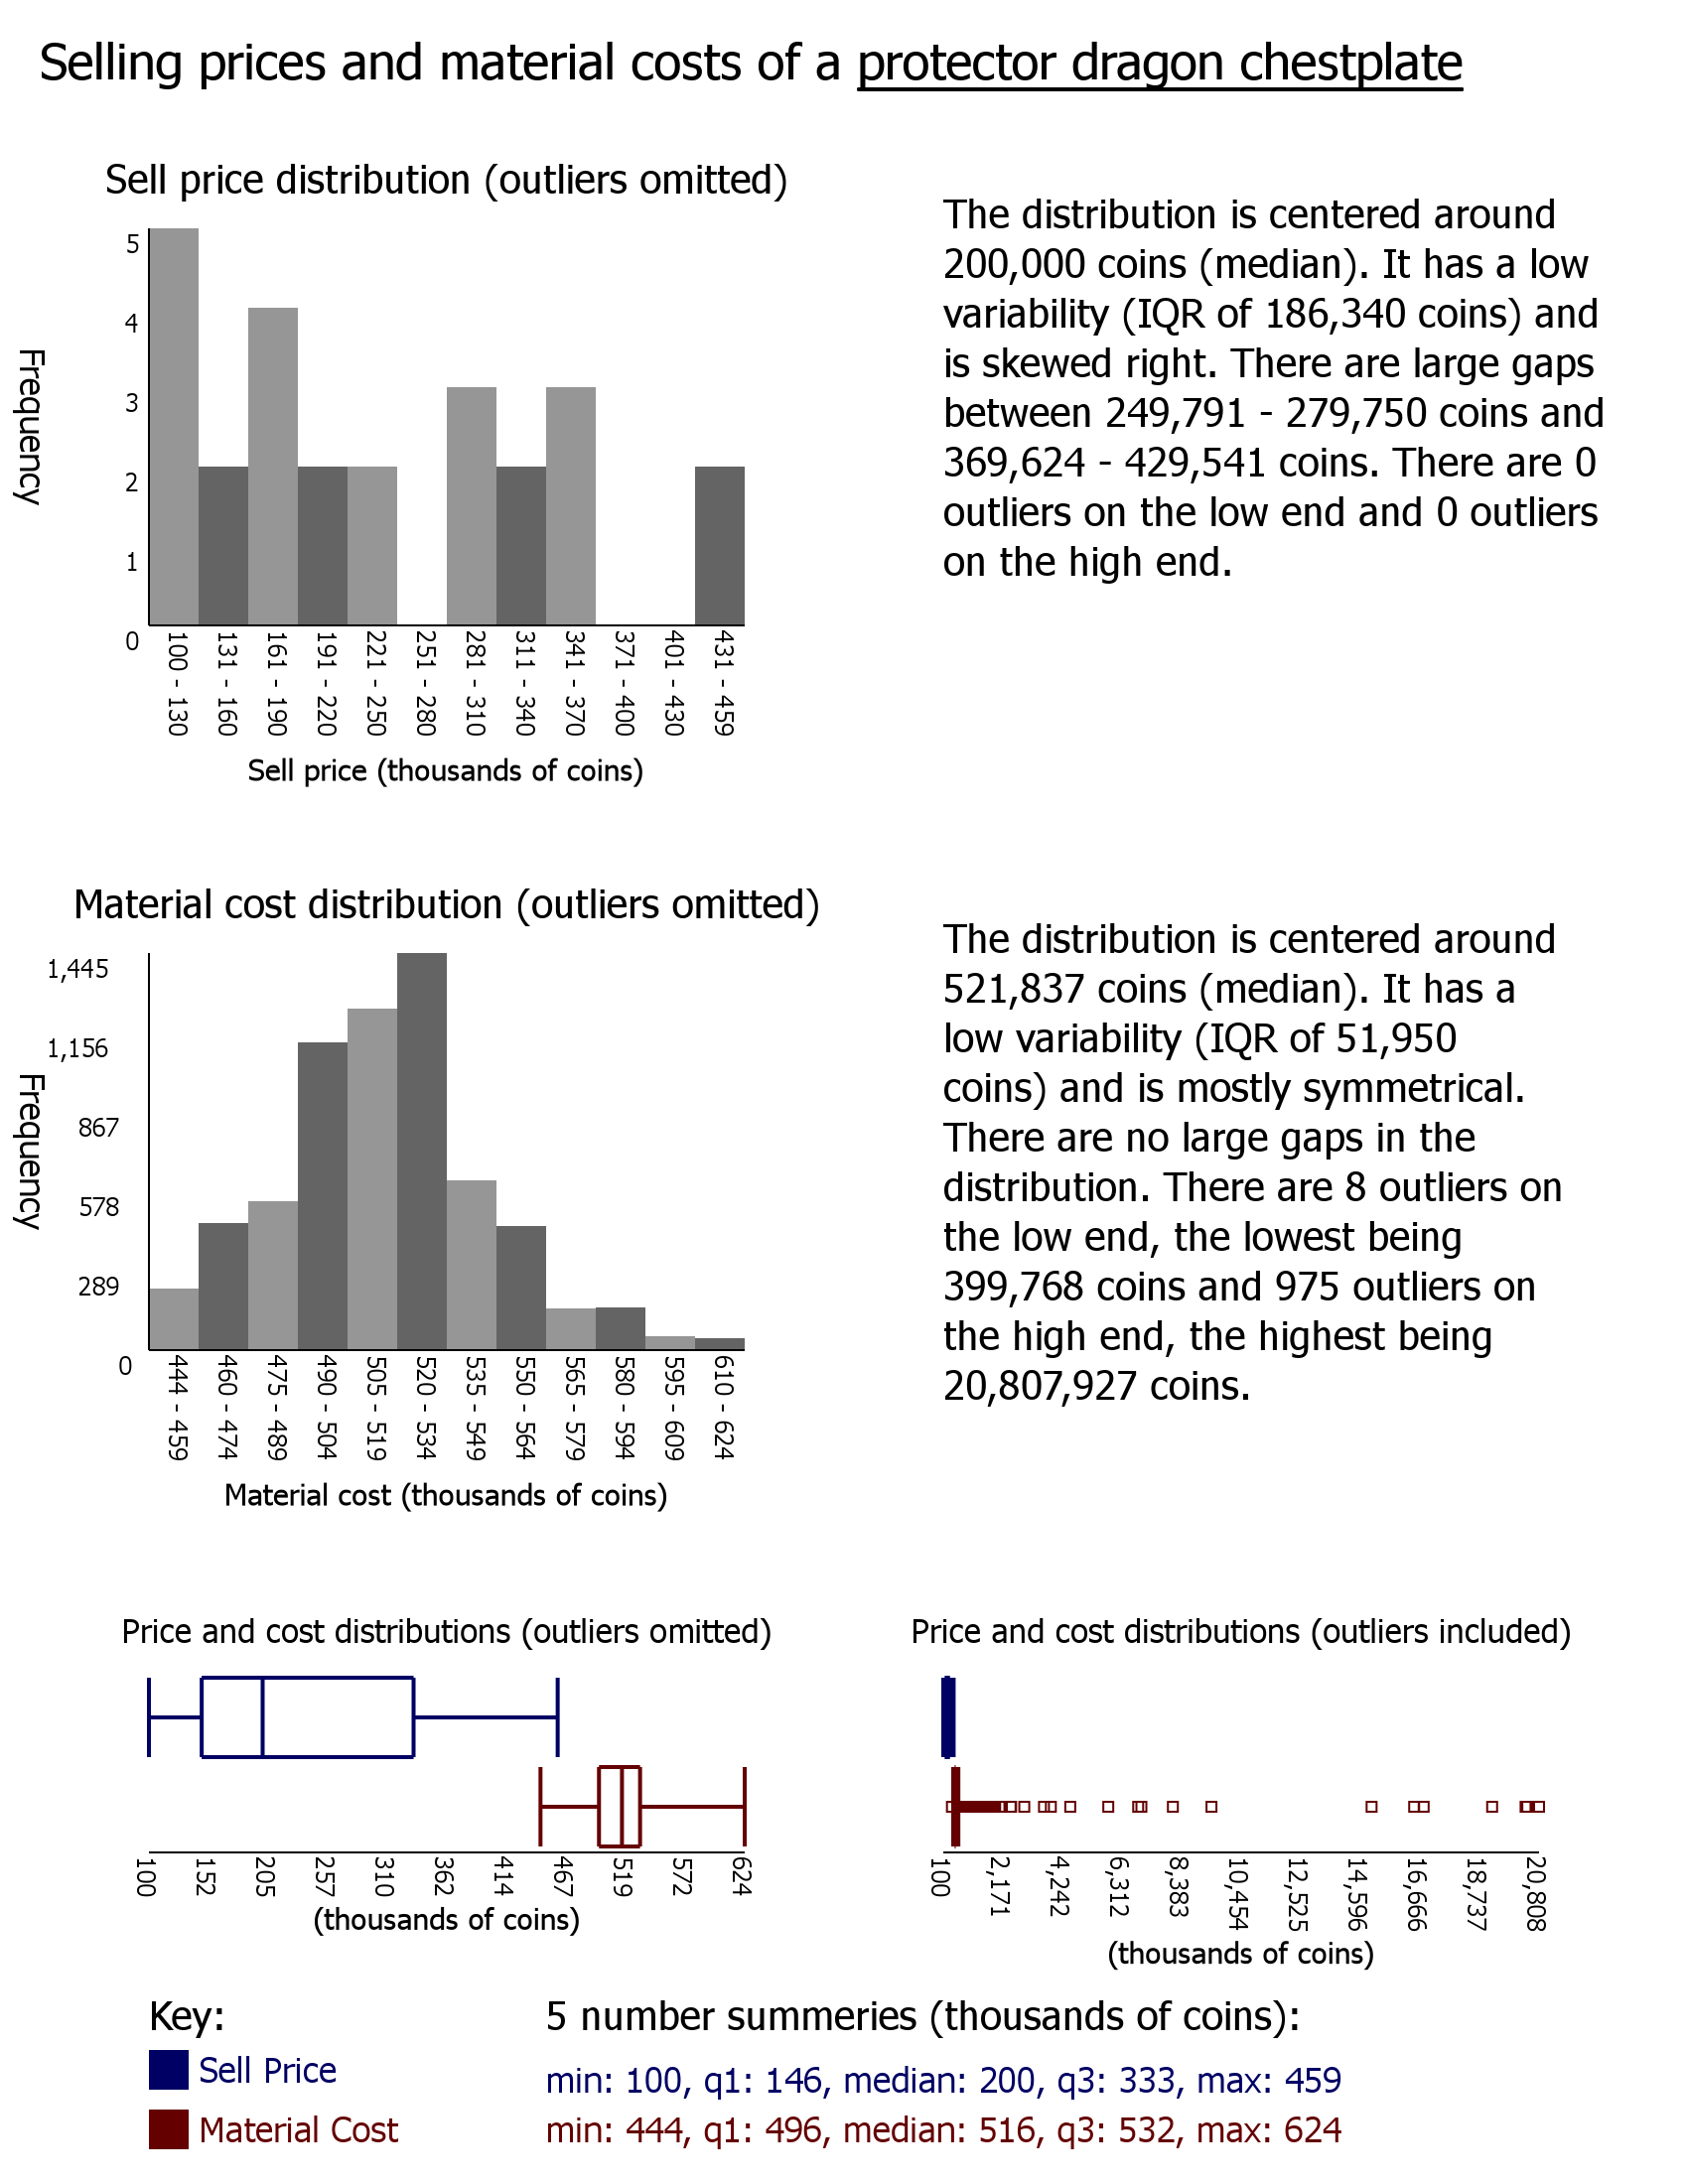 Selling prices and material costs of a protector dragon chestplate
Sell price distribution (outliers omitted)
Frequency
5
4
3
2
1
0
100 - 130
131 - 160
161 - 190
191 - 220
221 - 250
251 - 280
281 - 310
311 - 340
341 - 370
371 - 400
401 - 430
431 - 459
Sell price (thousands of coins)
The distribution is centered around
200,000 coins (median). It has a low
variability (IQR of 186,340 coins) and
is skewed right. There are large gaps
between 249,791 - 279,750 coins and
369,624 - 429,541 coins. There are 0
outliers on the low end and 0 outliers
on the high end.
Material cost distribution (outliers omitted)
Frequency
1,445
1,156
867
578
289
0
444 - 459
460 - 474
475 - 489
490 - 504
505 - 519
520 - 534
535 - 549
550 - 564
565 - 579
580 - 594
595 - 609
610 - 624
Material cost (thousands of coins)
The distribution is centered around
521,837 coins (median). It has a
low variability (IQR of 51,950
coins) and is mostly symmetrical.
There are no large gaps in the
distribution. There are 8 outliers on
the low end, the lowest being
399,768 coins and 975 outliers on
the high end, the highest being
20,807,927 coins.
Price and cost distributions (outliers omitted)
100
152
205
257
310
362
414
467
519
572
624
(thousands of coins)
Price and cost distributions (outliers included)
100
2,171
4,242
6,312
8,383
10,454
12,525
14,596
16,666
18,737
20,808
(thousands of coins)
Key:
Sell Price
Material Cost
5 number summeries (thousands of coins):
min: 100, q1: 146, median: 200, q3: 333, max: 459
min: 444, q1: 496, median: 516, q3: 532, max: 624